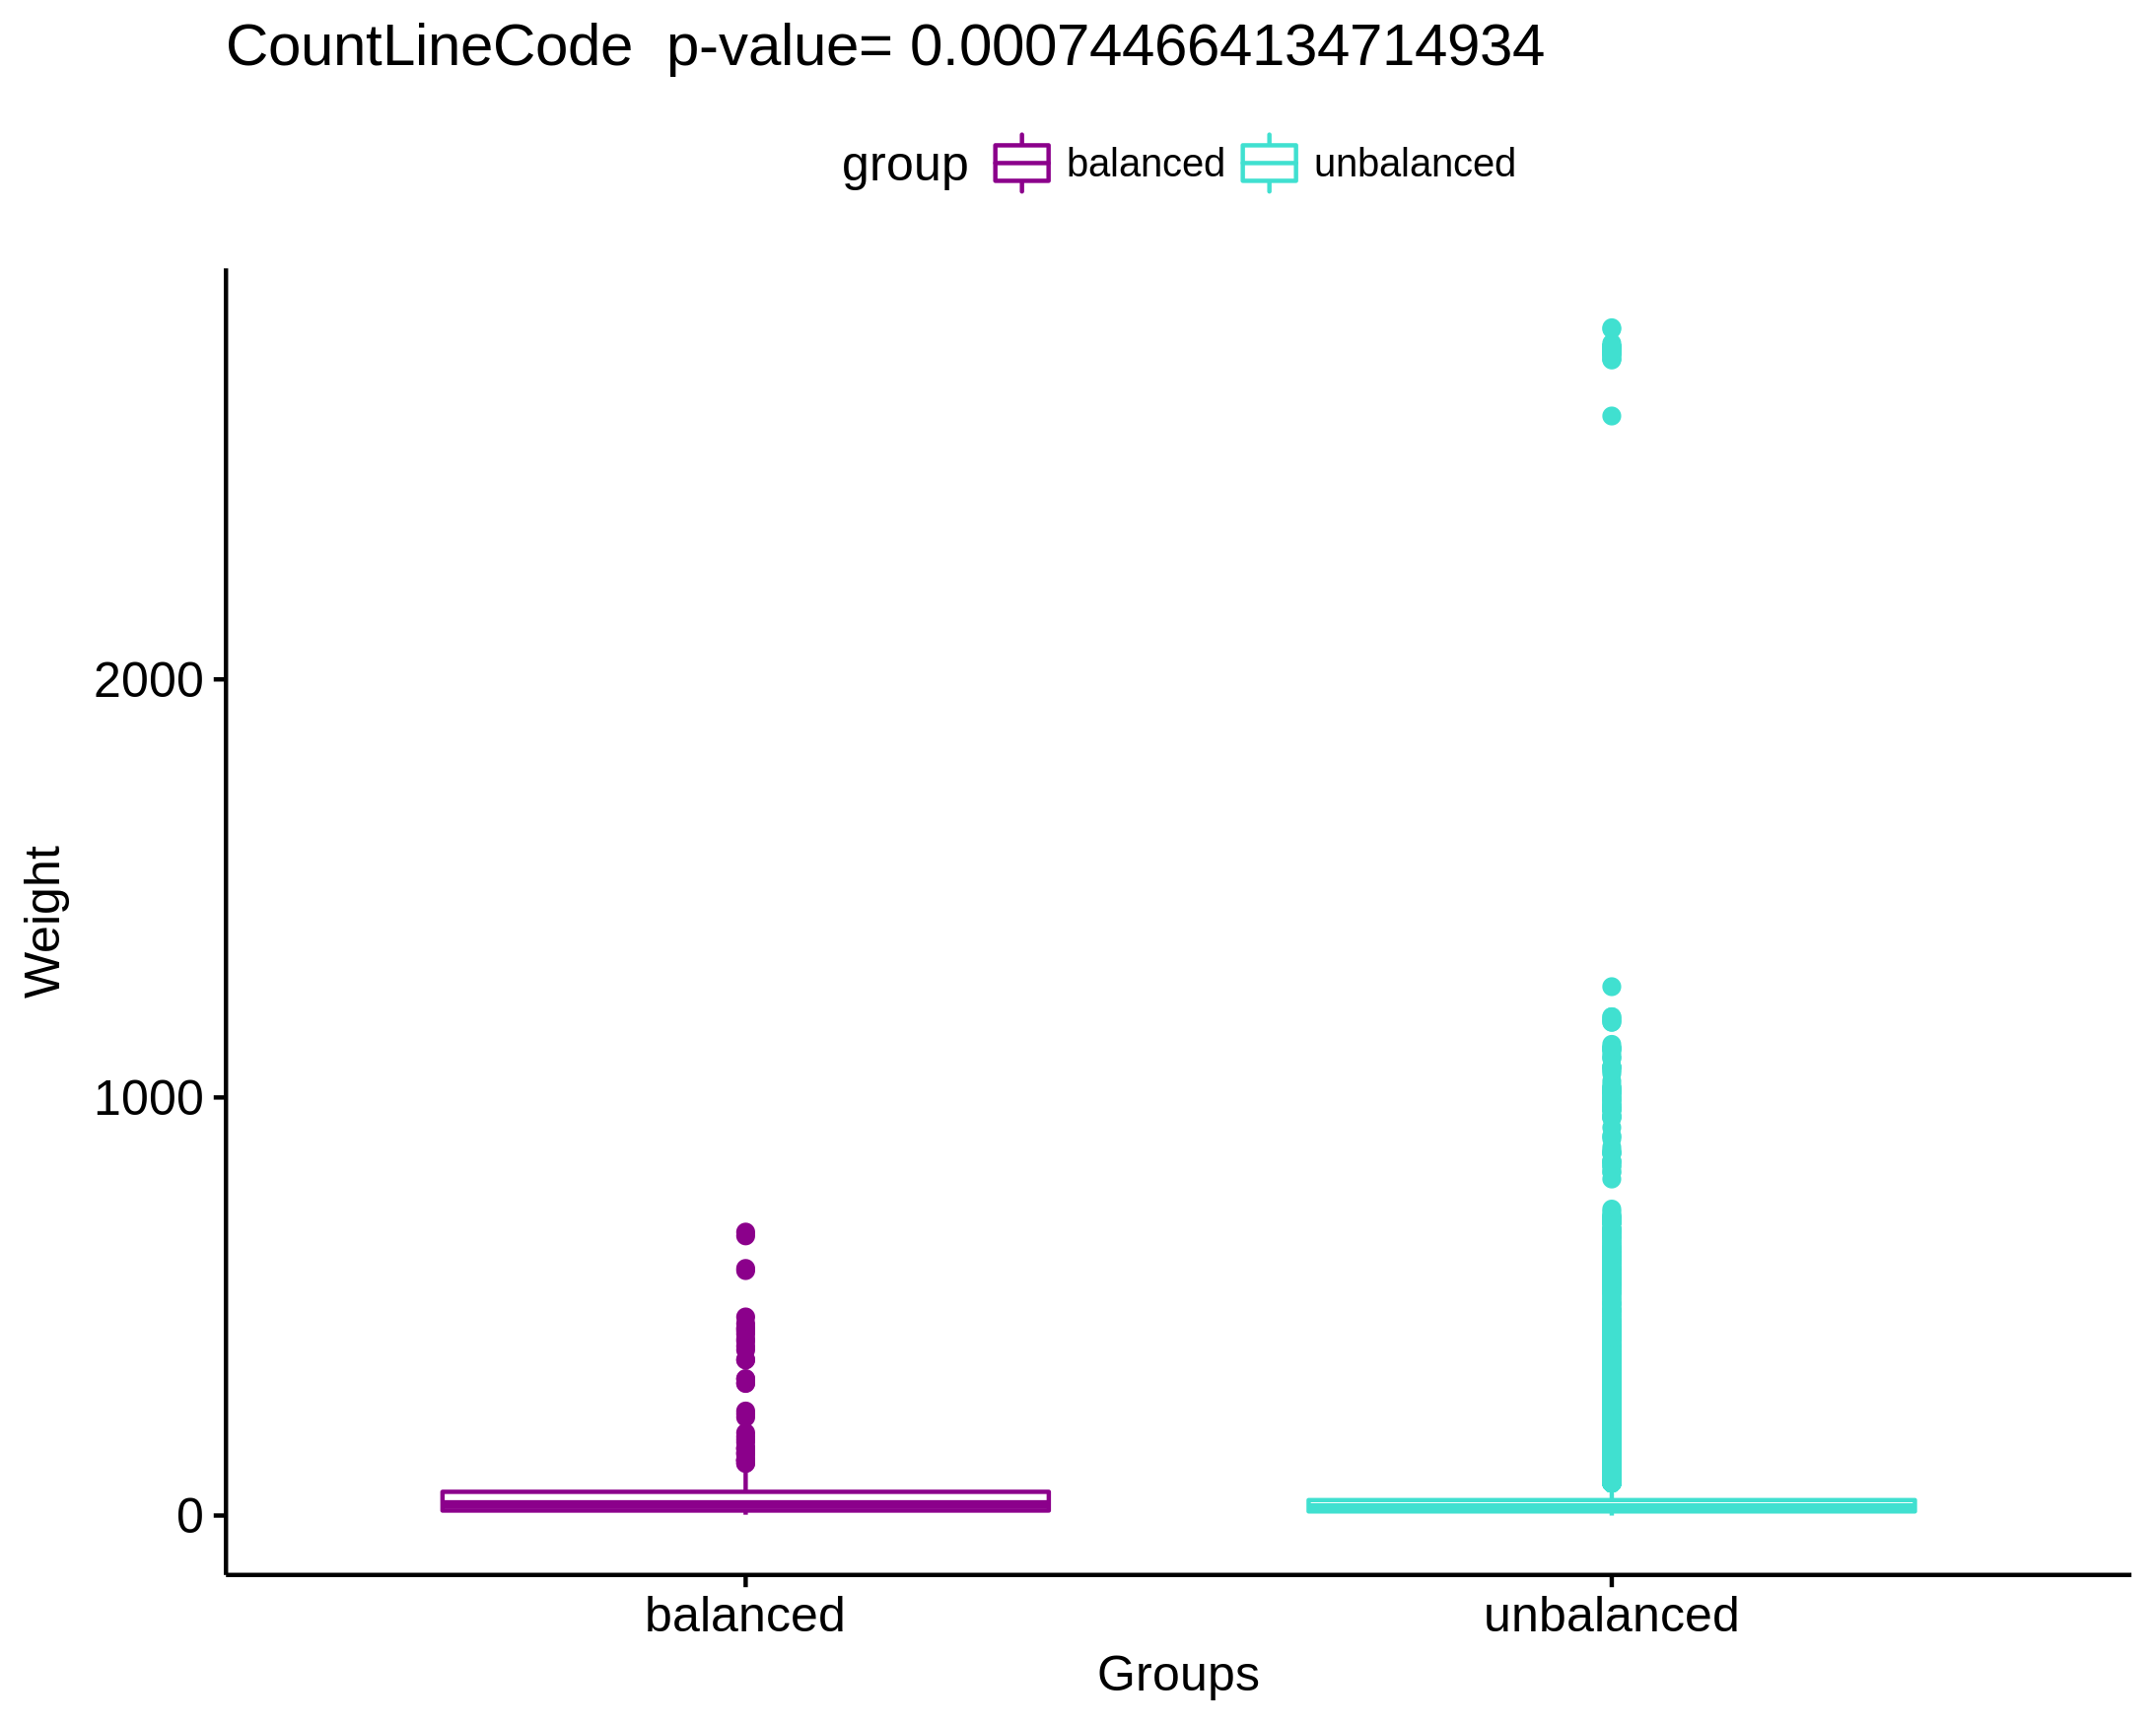 CountLineCode  p-value= 0.000744664134714934
group balanced unbalanced
2000
1000
0
Weight
balanced unbalanced
Groups